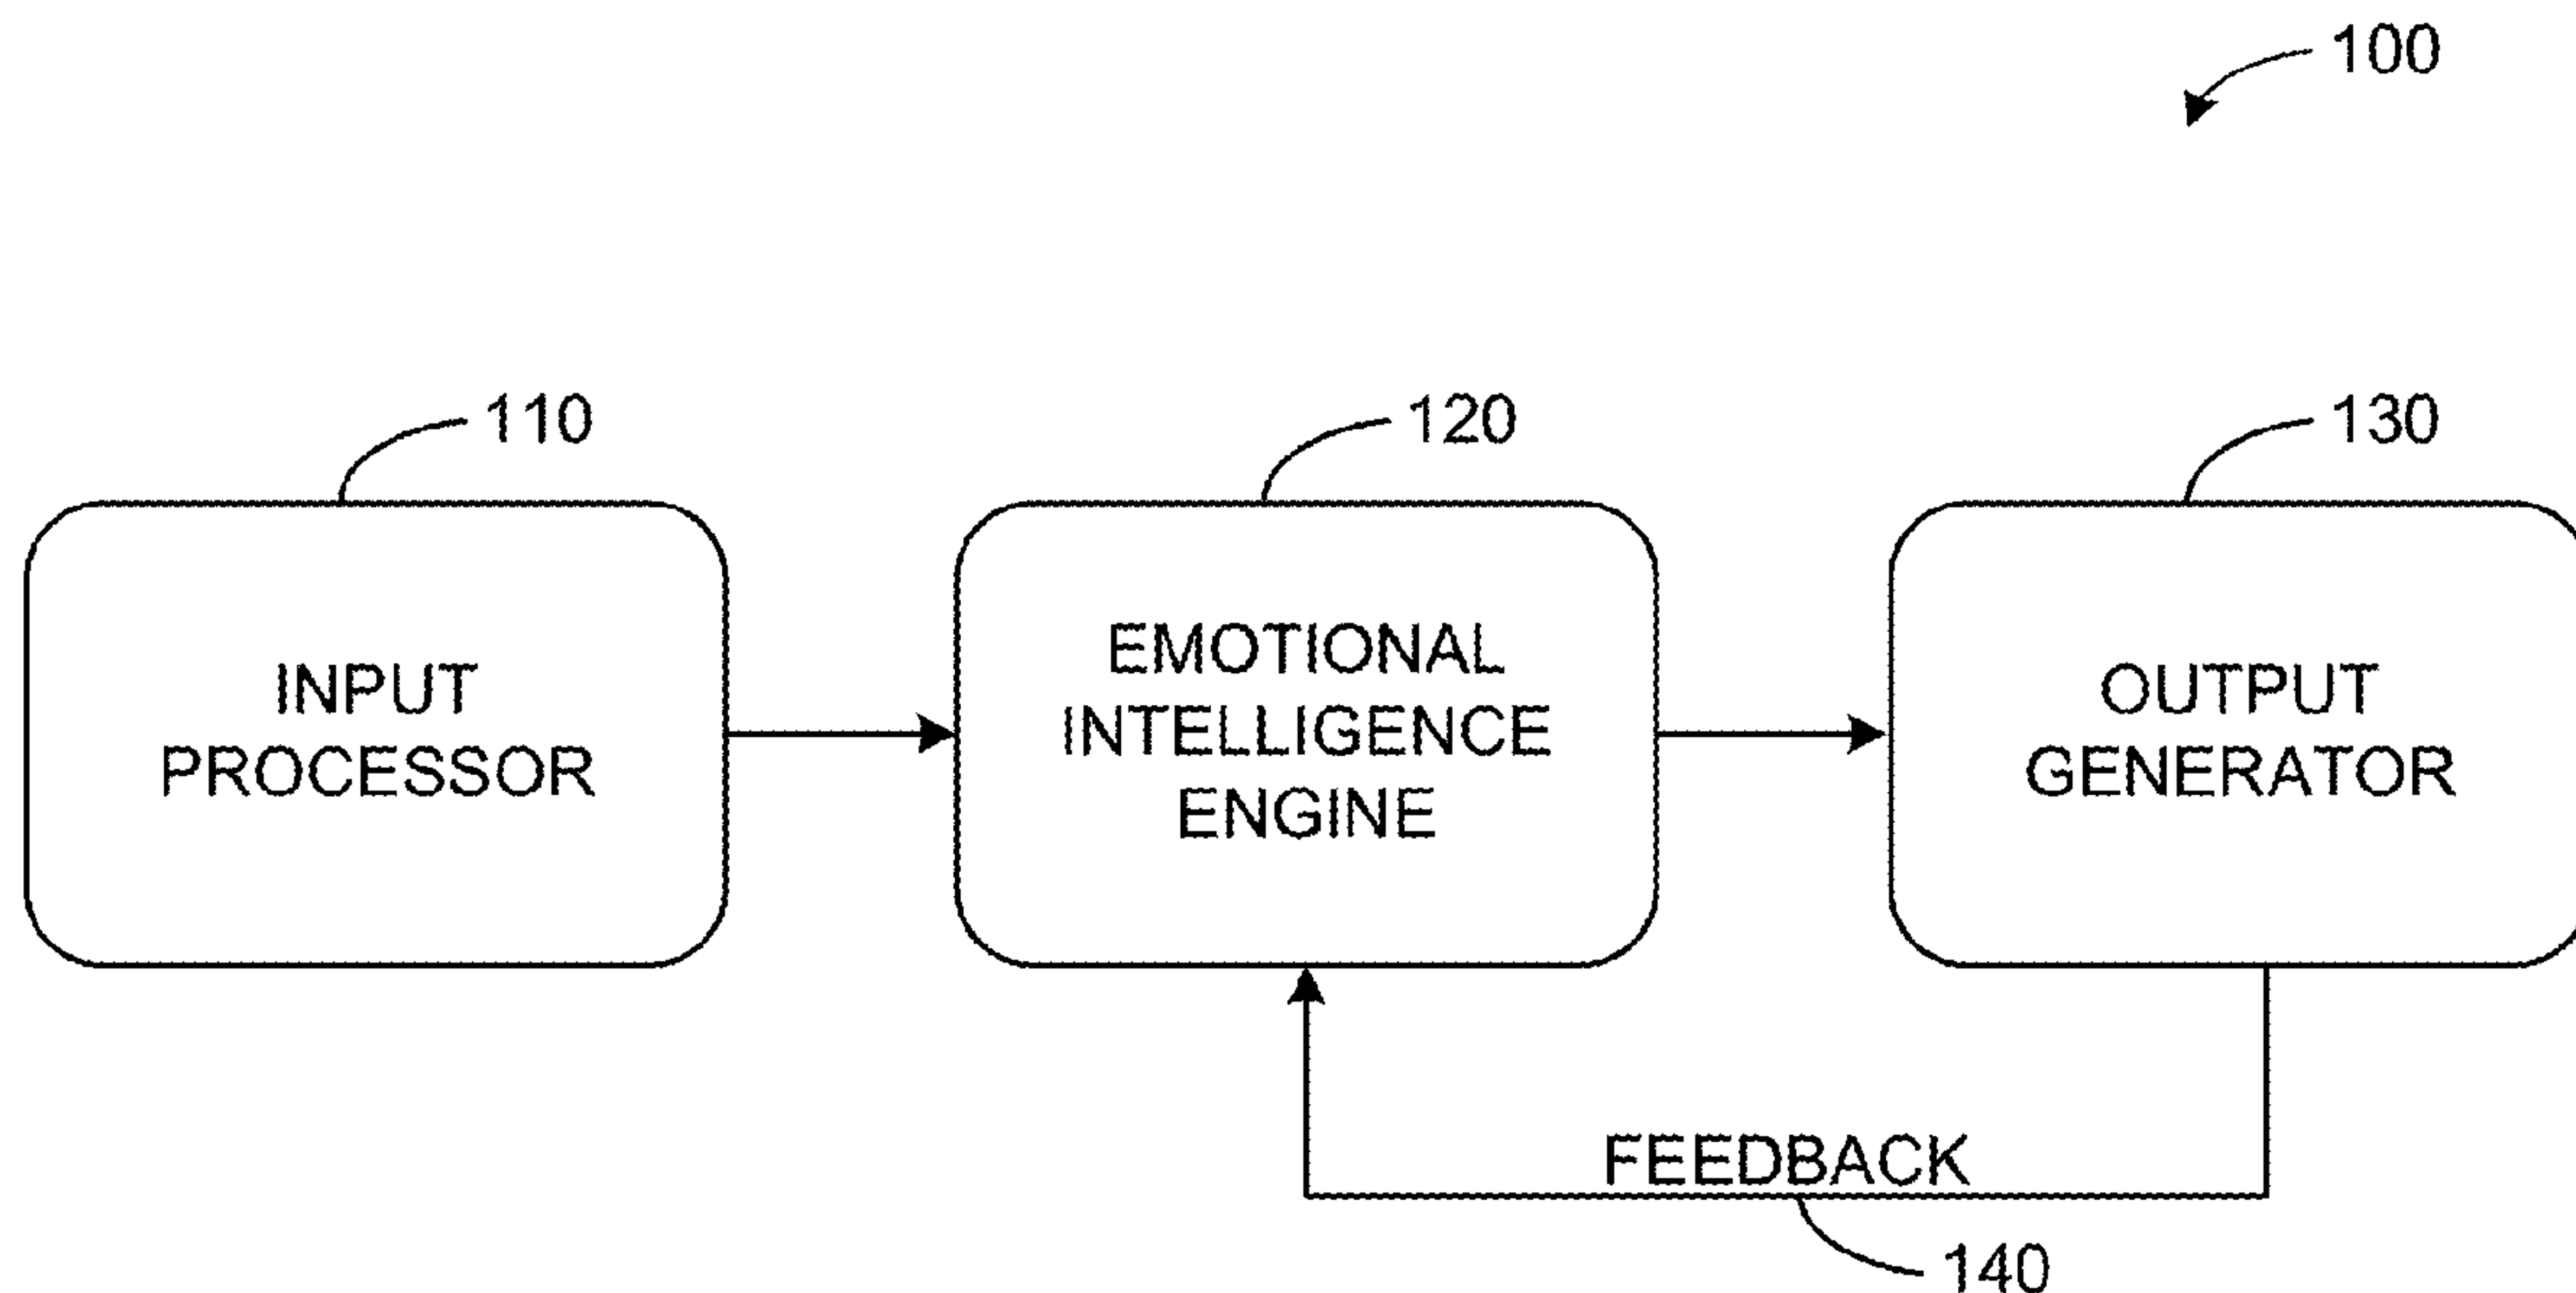 100
110
120
130
INPUT
PROCESSOR
EMOTIONAL
INTELLIGENCE
ENGINE
OUTPUT
GENERATOR
FEEDBACK
140